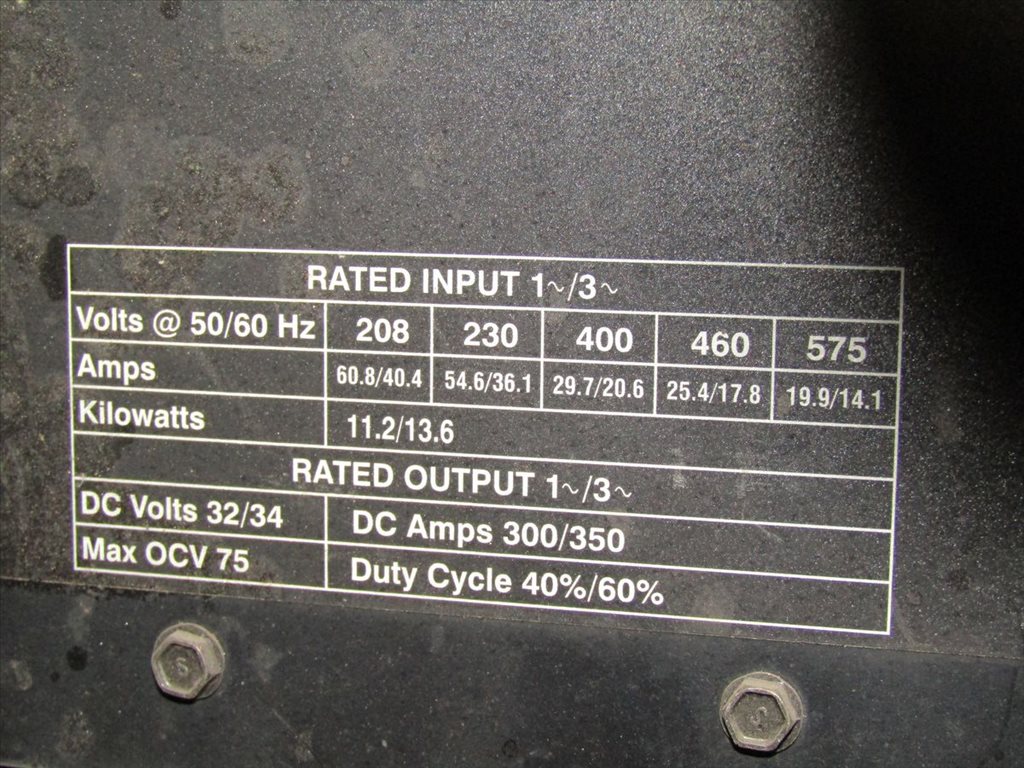 RATED INPUT 1~/3~
Volts @ 50/60 Hz 208 230 400 460 575
Amps 60.8/40.4 54.6/36.1 29.7/20.6 25.4/17.8 19.9/14.1
Kilowatts 11.2/13.6
RATED OUTPUT 1~/3~
DC Volts 32/34 DC Amps 300/350
Max OCV 75 Duty Cycle 40%/60%